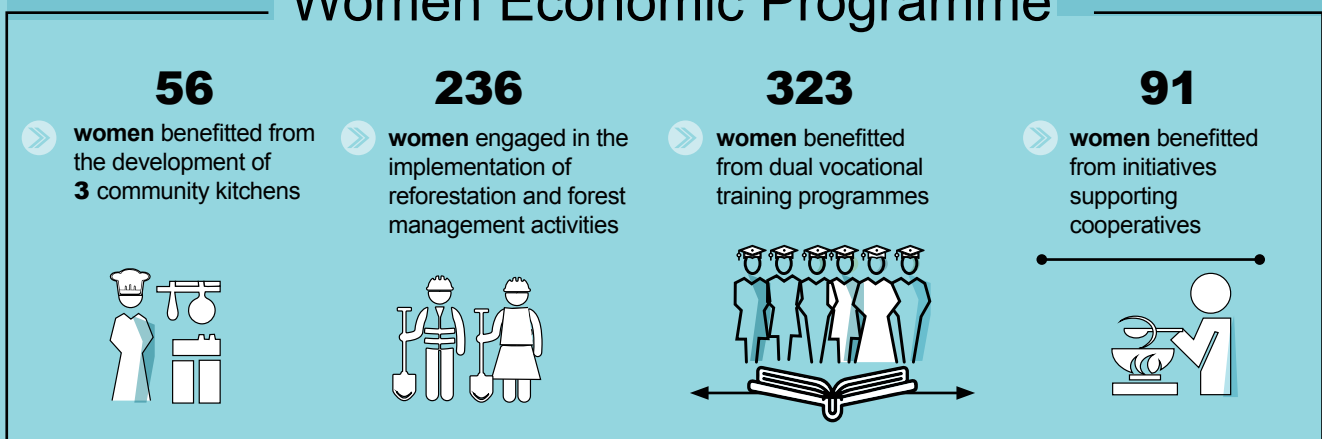 Women Economic Programme
56
women benefitted from
the development of
3 community kitchens
236
women engaged in the
implementation of
reforestation and forest
management activities
323
women benefitted
from dual vocational
training programmes
91
women benefitted
from initiatives
supporting
cooperatives